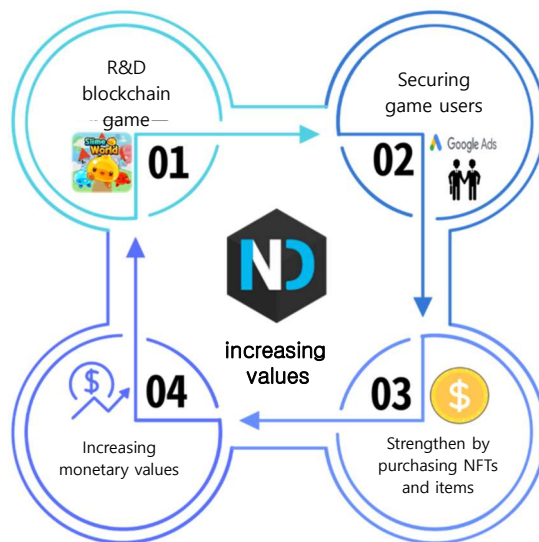 R&D
blockchain
game
Slime
World
01
Securing
game users
Google Ads
02
ND
increasing
values
03
$
Strengthen by
purchasing NFTs
and items
$
04
Increasing
monetary values